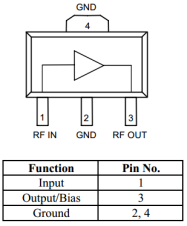 GND
4
1 2 3
RF IN GND RF OUT
Function Pin No.
Input 1
Output/Bias 3
Ground 2, 4